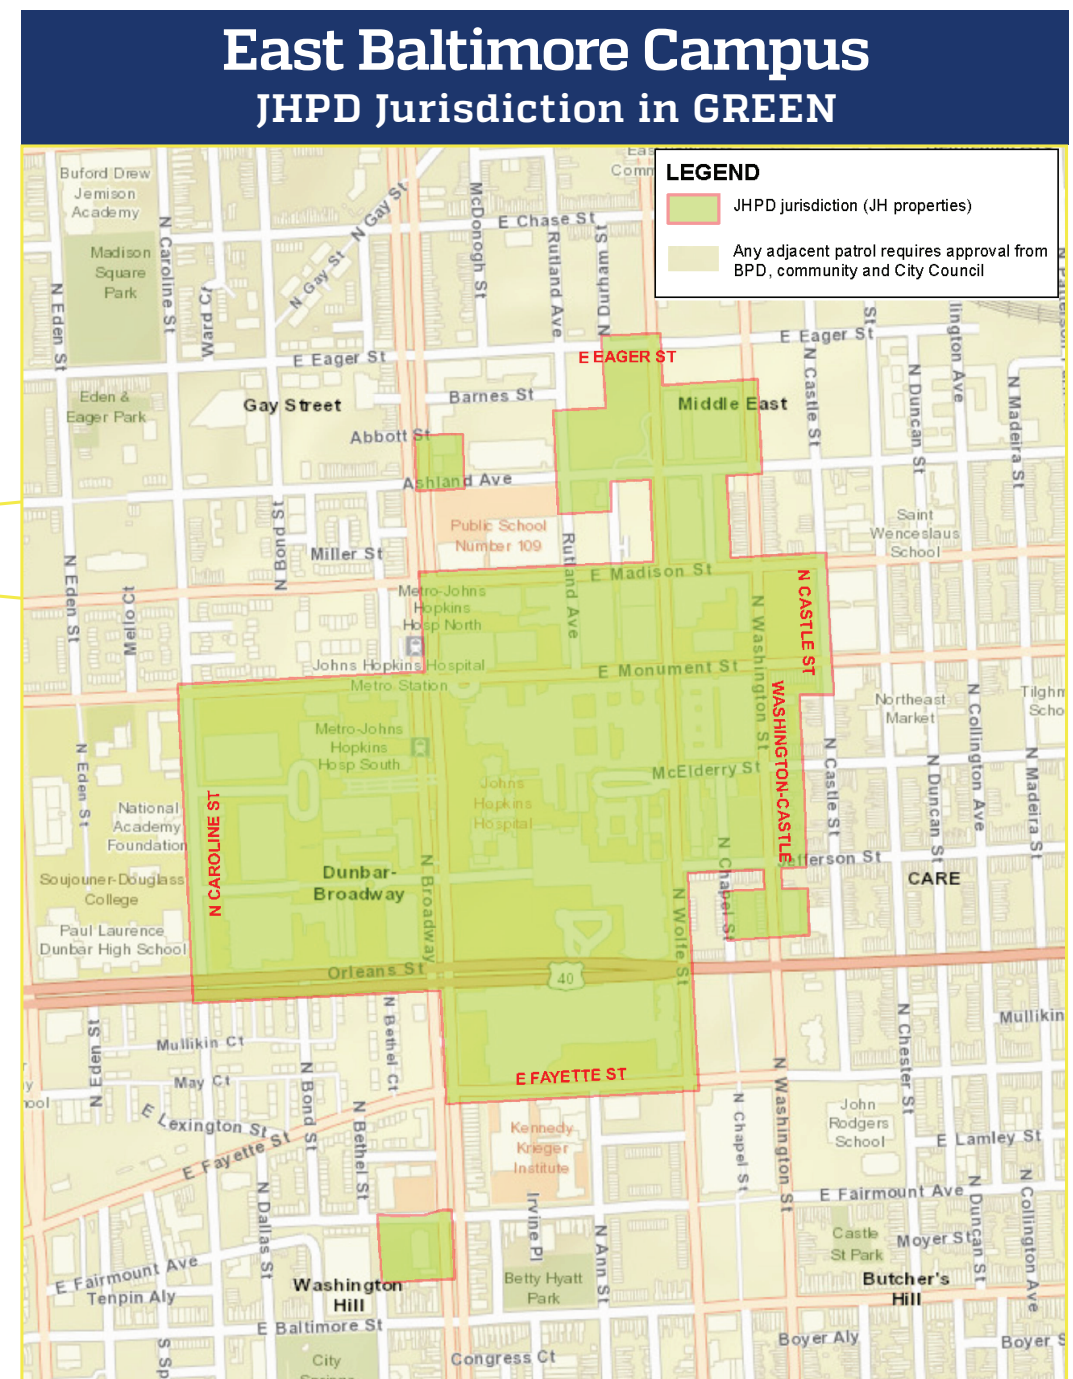 East Baltimore Campus
JHPD Jurisdiction in GREEN
LEGEND
JHPD jurisdiction (JH properties)
Any adjacent patrol requires approval from
BPD, community and City Council
Buford Drew
Jemison
Academy
Madison
Square
Park
N Caroline St
N Eden St
Ward Ct
N Gay St
N Gay St
McDonogh St
E Chase St
Rutland Ave
N Durham St
E Eager St
E EAGER ST
E Eager St
St
lington Ave
N Castle St
N Duncan St
N Madeira St
Eden &
Eager Park
Gay Street
Barnes St
Middle East
Abbott St
Ashland Ave
Public School
Number 109
Saint
Wenceslaus
School
N Bond St
Miller St
Rutland Ave
N Eden St
Metro Ct
E Madison St
N CASTLE ST
Metro-Johns
Hopkins
Hosp North
N Washington St
Johns Hopkins Hospital
Metro Station
E Monument St
WASHINGTON-CASTLE
Northeast
Market
N Collington Ave
Tilghm
Scho
Metro-Johns
Hopkins
Hosp South
N Eden St
McElderry St
N Castle St
N Duncan St
N Madeira St
Johns
Hopkins
Hospital
N CAROLINE ST
National
Academy
Foundation
Jefferson St
N Chapel St
Soujouner-Douglass
College
Dunbar-
Broadway
N Broadway
CARE
N Wolfe St
Paul Laurence
Dunbar High School
Orleans St
40
N Eden St
Mullikin Ct
N Bethel Ct
N Chester St
Mullikin
May Ct
ool
E FAYETTE ST
N Bond St
N Washington St
E Lexington St
E Fayette St
N Bethel St
N Chapel St
John
Rodgers
School
Kennedy
Krieger
Institute
E Lamley St
N Dallas St
Irvine Pl
N Ann St
E Fairmount Ave
N Duncan St
N Collington Ave
Castle
St Park
Moyer St
E Fairmount Ave
Tenpin Aly
Washington
Hill
Betty Hyatt
Park
Butcher's
Hill
E Baltimore St
Boyer Aly
Boyer S
S Sp
City
Congress Ct